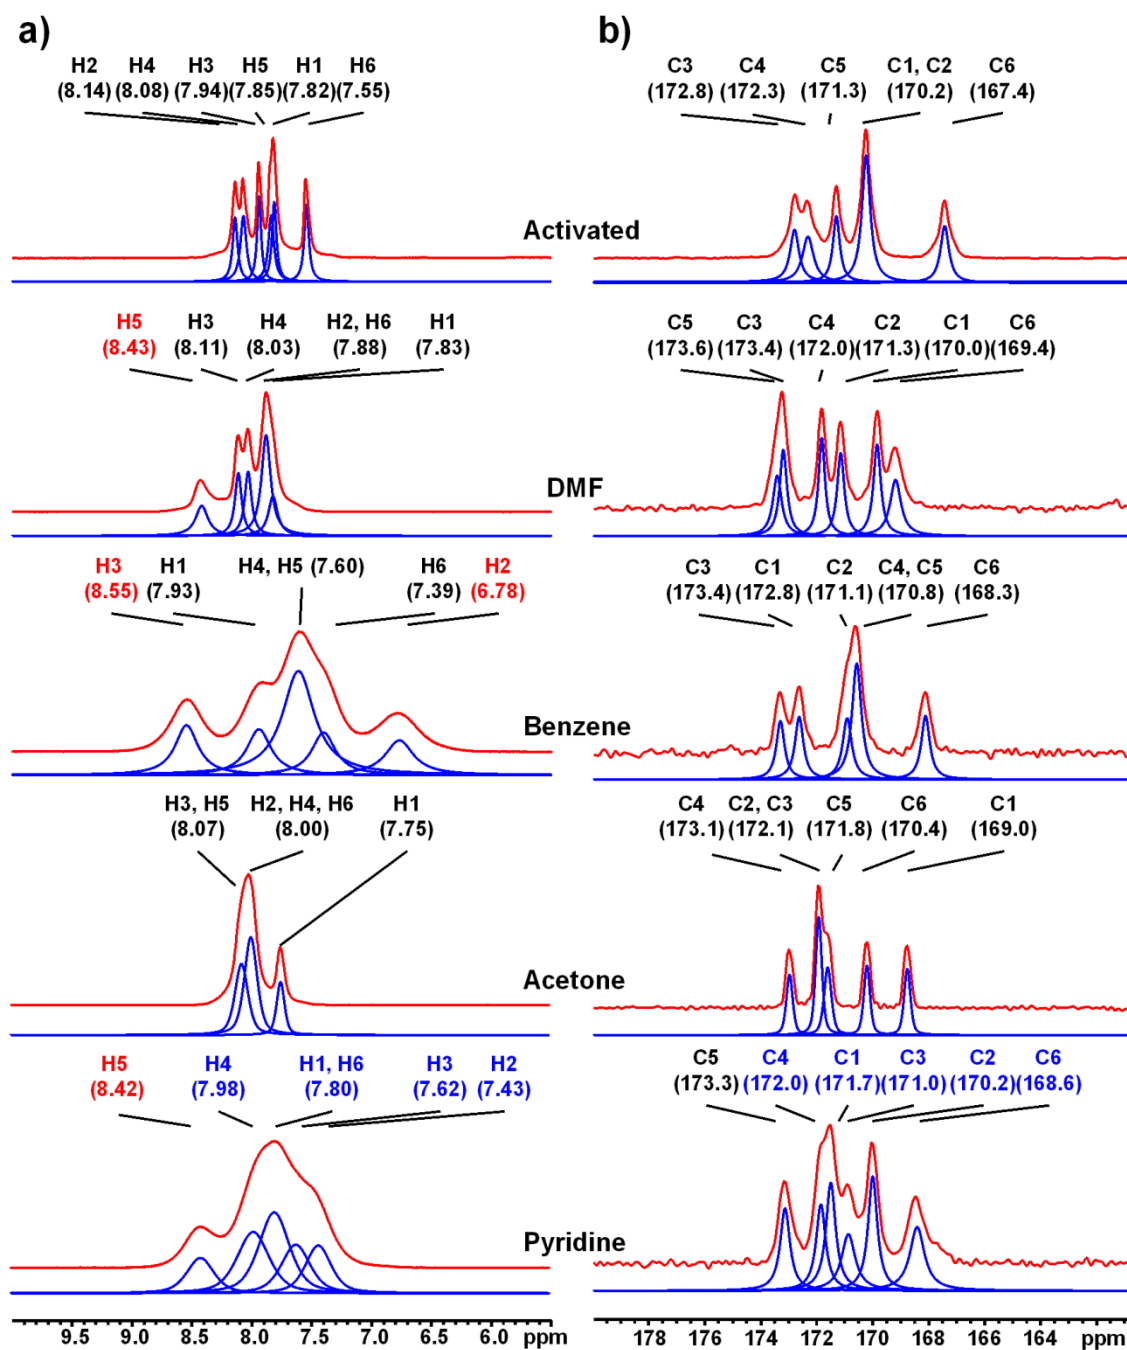 a)
H2 H4 H3 H5 H1 H6
(8.14) (8.08) (7.94) (7.85) (7.82) (7.55)
b)
C3 C4 C5 C1, C2 C6
(172.8) (172.3) (171.3) (170.2) (167.4)
Activated
H5 H3 H4 H2, H6 H1
(8.43) (8.11) (8.03) (7.88) (7.83)
C5 C3 C4 C2 C1 C6
(173.6) (173.4) (172.0) (171.3) (170.0) (169.4)
DMF
H3 H1 H4, H5 (7.60) H6 H2
(8.55) (7.93) (7.39) (6.78)
C3 C1 C2 C4, C5 C6
(173.4) (172.8) (171.1) (170.8) (168.3)
Benzene
H3, H5 H2, H4, H6 H1
(8.07) (8.00) (7.75)
C4 C2, C3 C5 C6 C1
(173.1) (172.1) (171.8) (170.4) (169.0)
Acetone
H5 H4 H1, H6 H3 H2
(8.42) (7.98) (7.80) (7.62) (7.43)
C5 C4 C1 C3 C2 C6
(173.3) (172.0) (171.7) (171.0) (170.2) (168.6)
Pyridine
9.5 9.0 8.5 8.0 7.5 7.0 6.5 6.0 ppm
178 176 174 172 170 168 166 164 ppm